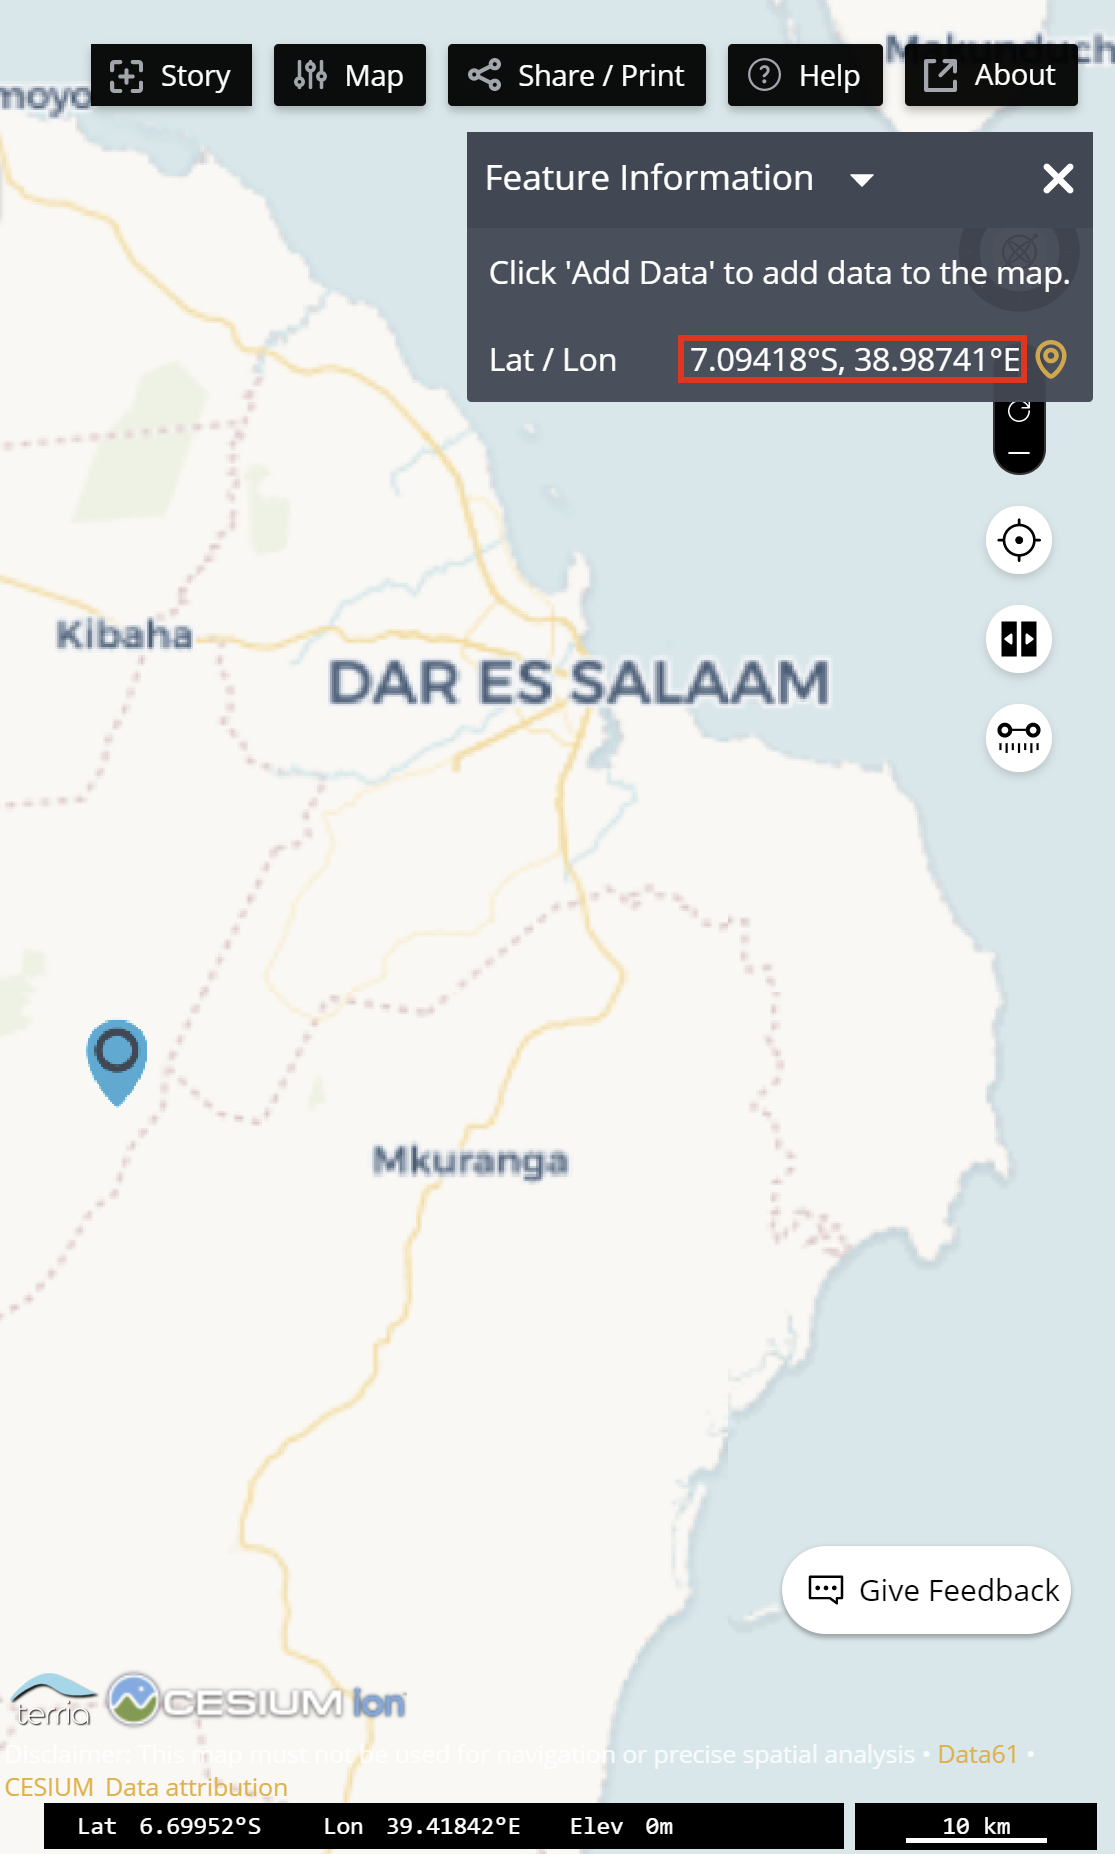 Story
Map
Share / Print
Help
About
Feature Information
Click 'Add Data' to add data to the map.
Lat / Lon 7.09418°S, 38.98741°E
Kibaha
DAR ES SALAAM
Mkuranga
Give Feedback
terria
CESIUM ion
Disclaimer: This map must not be used for navigation or precise spatial analysis • Data61 •
CESIUM Data attribution
Lat 6.69952°S Lon 39.41842°E Elev 0m
10 km